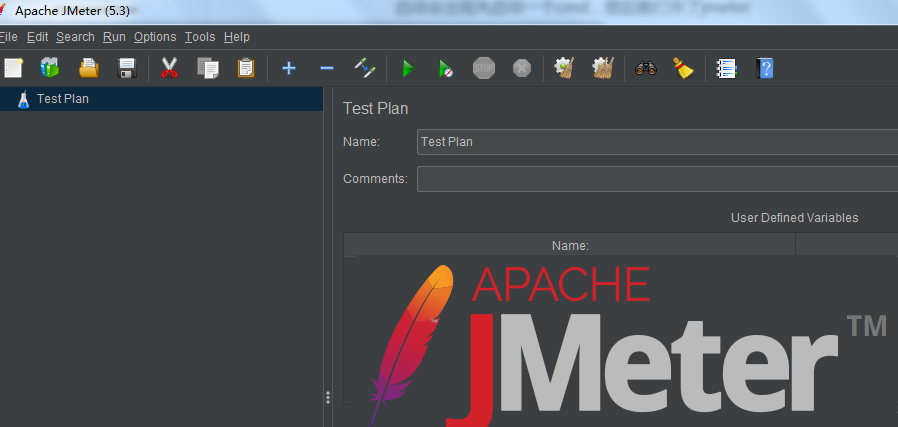 Apache JMeter (5.3)
File Edit Search Run Options Tools Help
Test Plan
Test Plan
Name: Test Plan
Comments:
User Defined Variables
Name:
APACHE
JMeter™